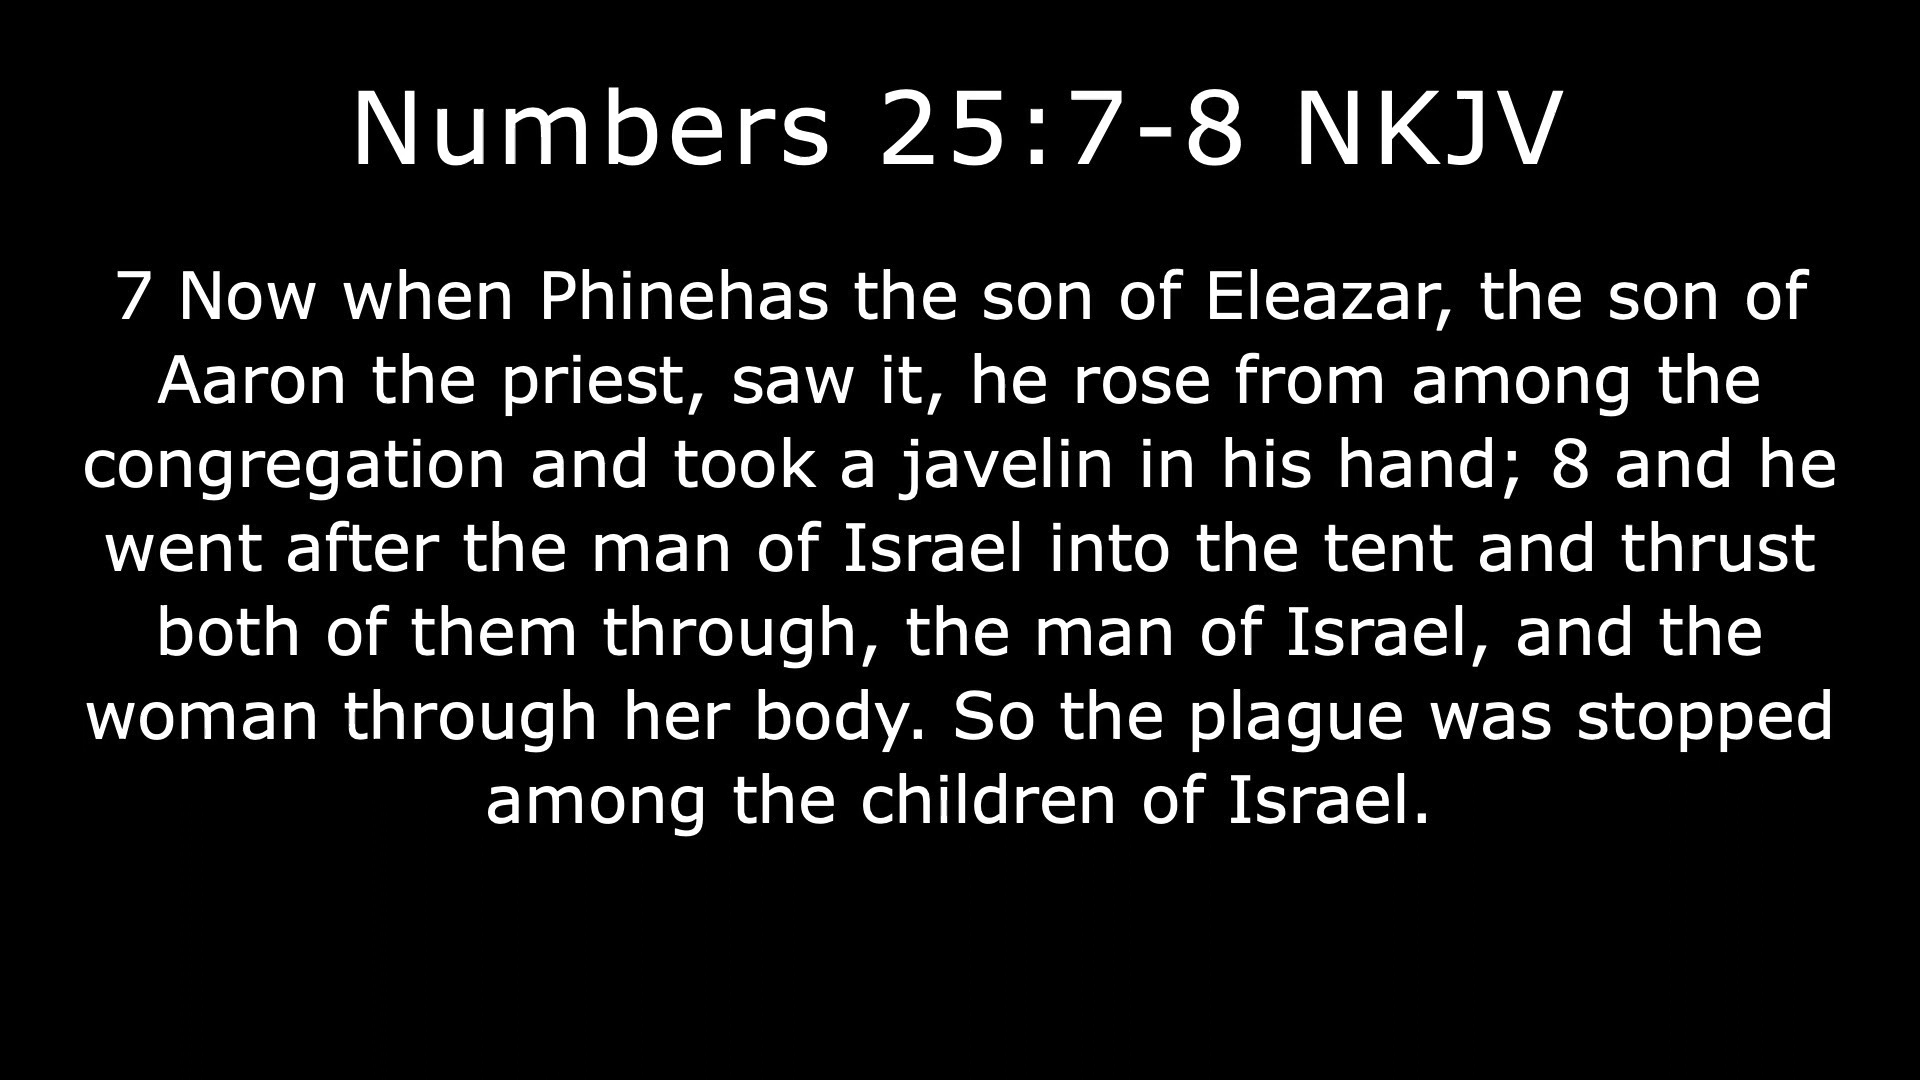 Numbers 25:7-8 NKJV
7 Now when Phinehas the son of Eleazar, the son of
Aaron the priest, saw it, he rose from among the
congregation and took a javelin in his hand; 8 and he
went after the man of Israel into the tent and thrust
both of them through, the man of Israel, and the
woman through her body. So the plague was stopped
among the children of Israel.